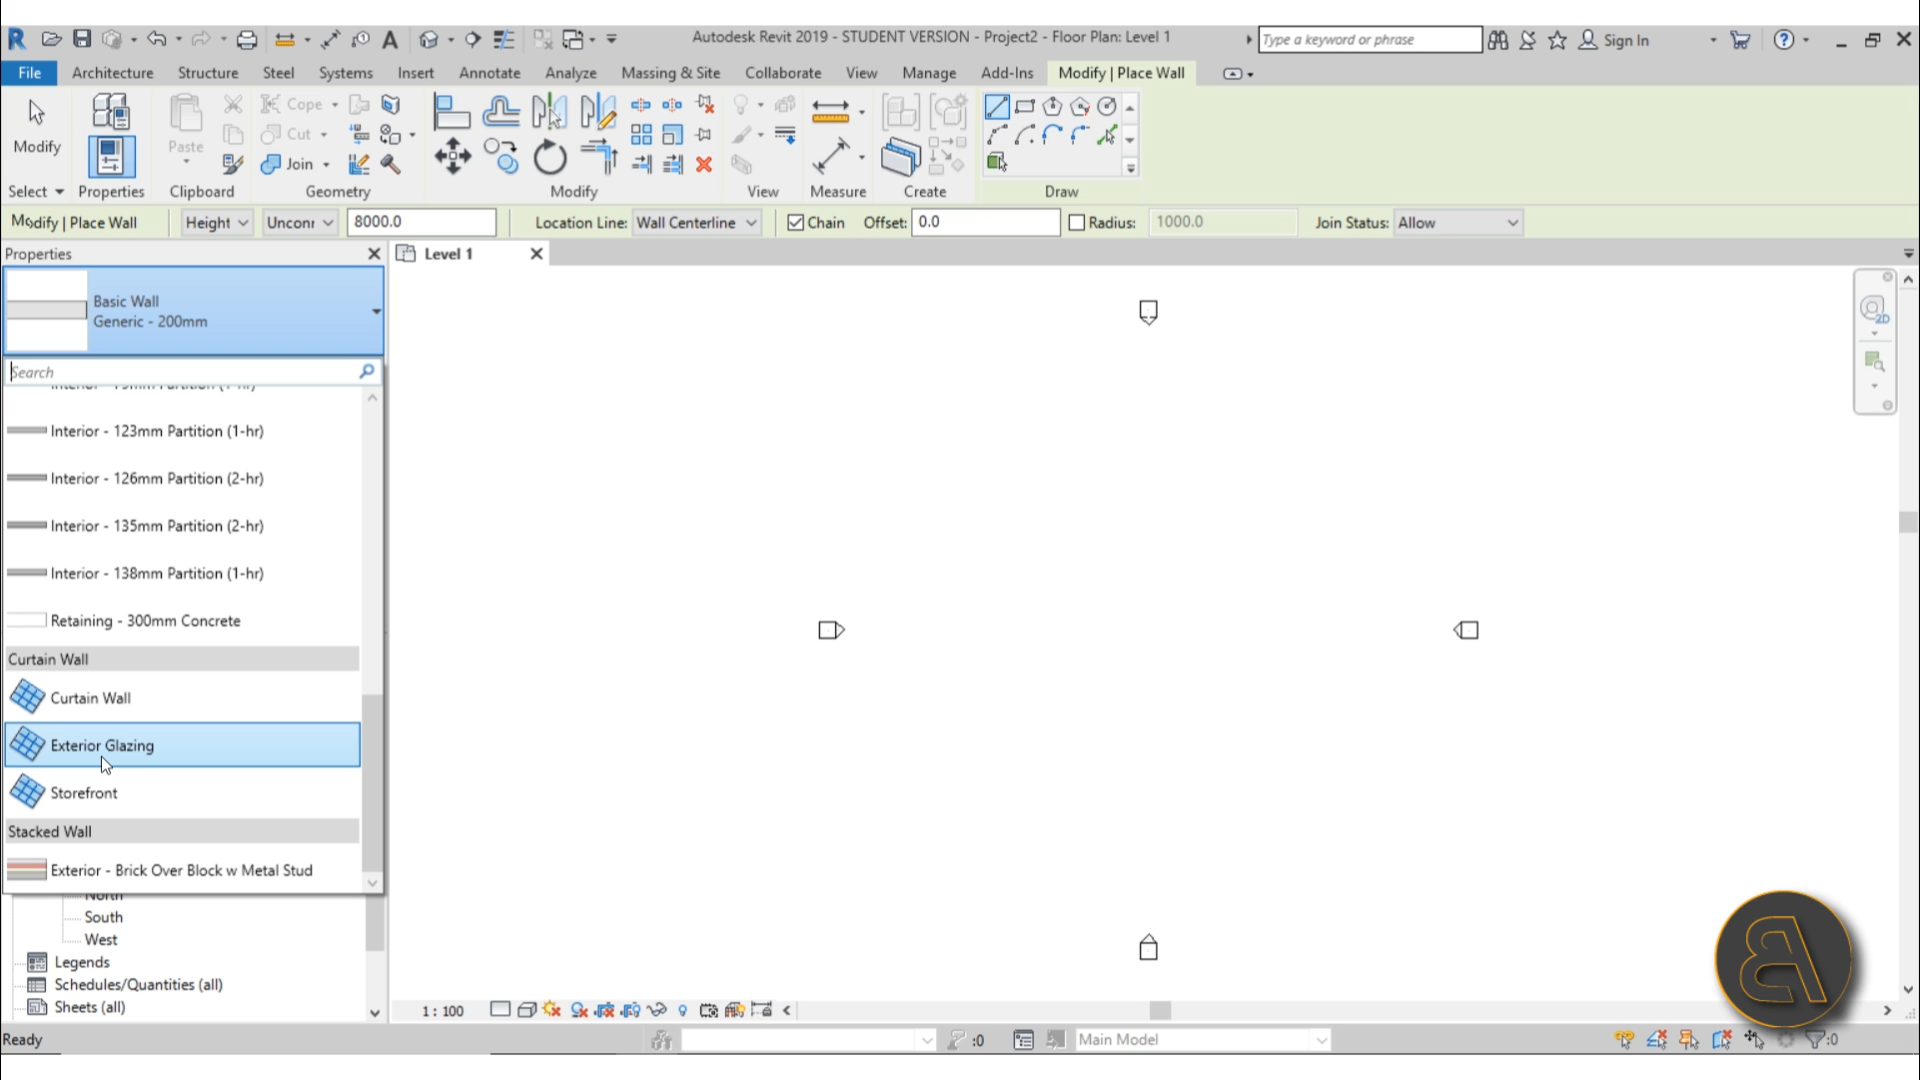 Autodesk Revit 2019 - STUDENT VERSION - Project2 - Floor Plan: Level 1
Type a keyword or phrase
Sign In
File Architecture Structure Steel Systems Insert Annotate Analyze Massing & Site Collaborate View Manage Add-Ins Modify | Place Wall
Cope
Cut
Modify Paste Join
Select Properties Clipboard Geometry Modify View Measure Create Draw
Modify | Place Wall Height Unconr 8000.0 Location Line: Wall Centerline Chain Offset: 0.0 Radius: 1000.0 Join Status: Allow
Properties
Level 1
Basic Wall
Generic - 200mm
Search
Interior - 123mm Partition (1-hr)
Interior - 126mm Partition (2-hr)
Interior - 135mm Partition (2-hr)
Interior - 138mm Partition (1-hr)
Retaining - 300mm Concrete
Curtain Wall
Curtain Wall
Exterior Glazing
Storefront
Stacked Wall
Exterior - Brick Over Block w Metal Stud
North
South
West
Legends
Schedules/Quantities (all)
Sheets (all)
2D
1 : 100
Ready
:0
Main Model
:0